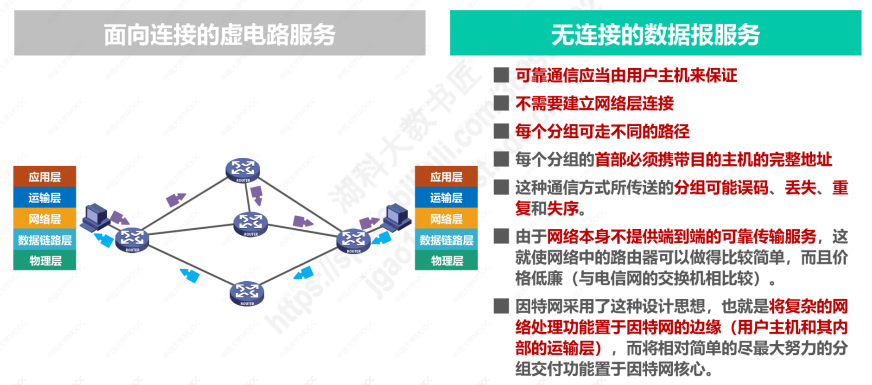 面向连接的虚电路服务
无连接的数据报服务
可靠通信应当由用户主机来保证
不需要建立网络层连接
每个分组可走不同的路径
每个分组的首部必须携带目的主机的完整地址
这种通信方式所传送的分组可能误码、丢失、重
复和失序。
由于网络本身不提供端到端的可靠传输服务，这
就使网络中的路由器可以做得比较简单，而且价
格低廉（与电信网的交换机相比较）。
因特网采用了这种设计思想，也就是将复杂的网
络处理功能置于因特网的边缘（用户主机和其内
部的运输层），而将相对简单的尽最大努力的分
组交付功能置于因特网核心。
应用层
运输层
网络层
数据链路层
物理层
ROUTER
ROUTER
ROUTER
ROUTER
ROUTER
应用层
运输层
网络层
数据链路层
物理层
湖科大教书匠